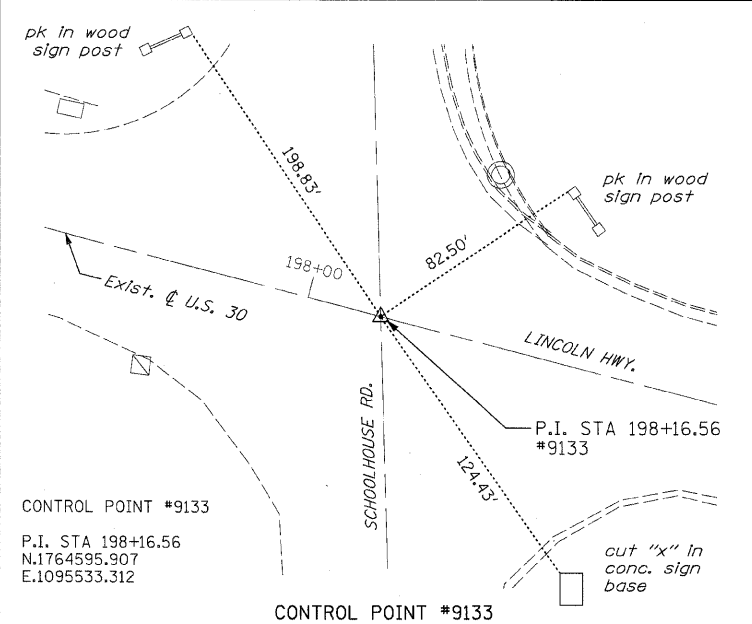 pk in wood
sign post
198.83'
pk in wood
sign post
82.50'
198+00
Exist. ℄ U.S. 30
LINCOLN HWY.
SCHOOLHOUSE RD.
P.I. STA 198+16.56
#9133
124.43'
CONTROL POINT #9133
P.I. STA 198+16.56
N.1764595.907
E.1095533.312
cut "x" in
conc. sign
base
CONTROL POINT #9133